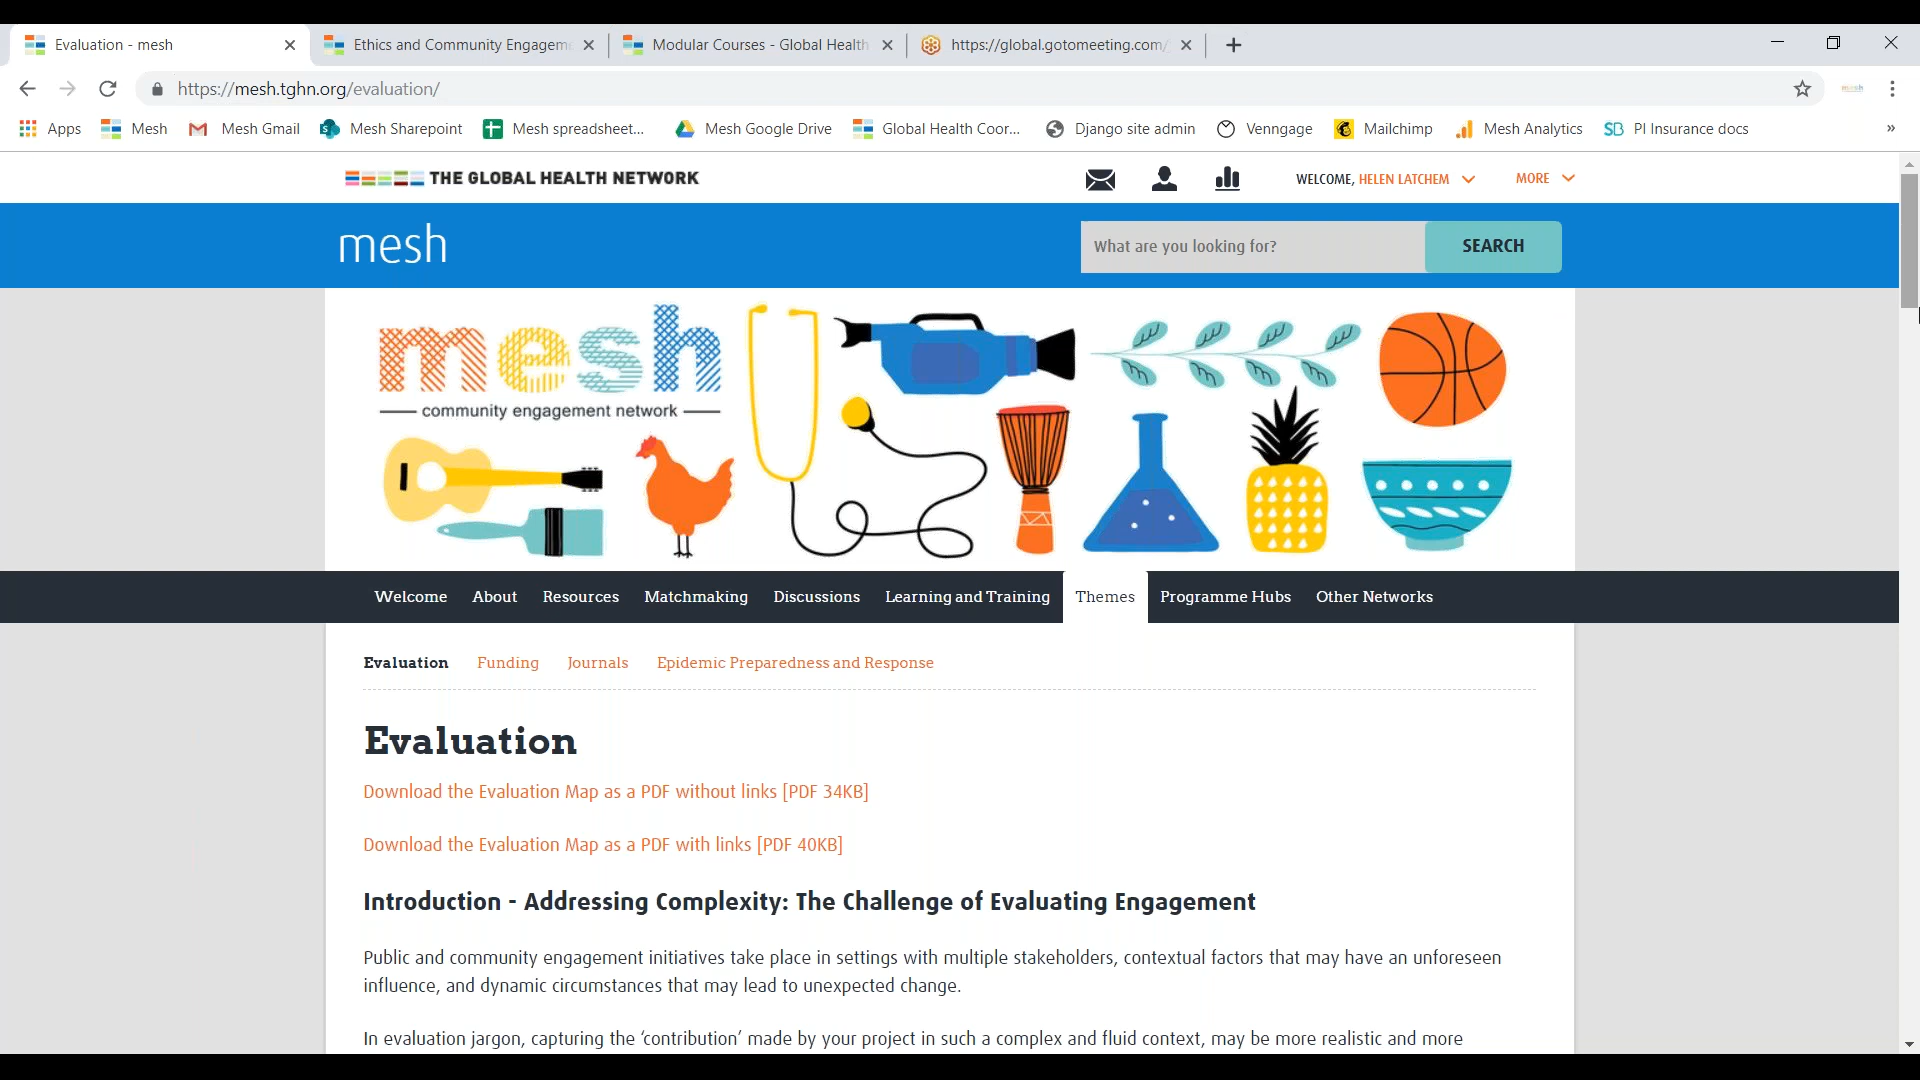 Evaluation - mesh
Ethics and Community Engagem
Modular Courses - Global Health
https://global.gotomeeting.com/
https://mesh.tghn.org/evaluation/
mesh
Apps Mesh Mesh Gmail Mesh Sharepoint Mesh spreadsheet... Mesh Google Drive Global Health Coor... Django site admin Venngage Mailchimp Mesh Analytics PI Insurance docs »
THE GLOBAL HEALTH NETWORK
WELCOME, HELEN LATCHEM
MORE
mesh
What are you looking for?
SEARCH
mesh
community engagement network
Welcome About Resources Matchmaking Discussions Learning and Training Themes Programme Hubs Other Networks
Evaluation Funding Journals Epidemic Preparedness and Response
Evaluation
Download the Evaluation Map as a PDF without links [PDF 34KB]
Download the Evaluation Map as a PDF with links [PDF 40KB]
Introduction - Addressing Complexity: The Challenge of Evaluating Engagement
Public and community engagement initiatives take place in settings with multiple stakeholders, contextual factors that may have an unforeseen
influence, and dynamic circumstances that may lead to unexpected change.
In evaluation jargon, capturing the ‘contribution’ made by your project in such a complex and fluid context, may be more realistic and more